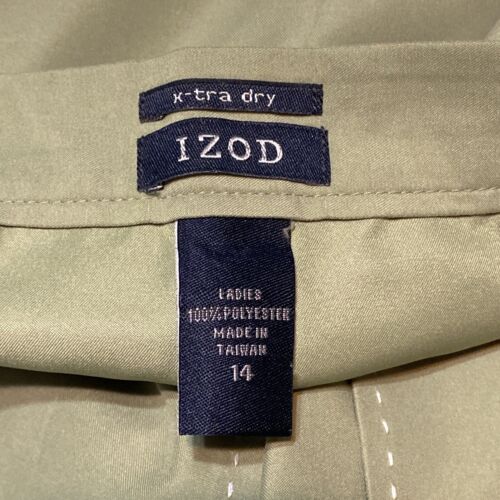 x-tra dry
IZOD
LADIES
100% POLYESTER
MADE IN
TAIWAN
14